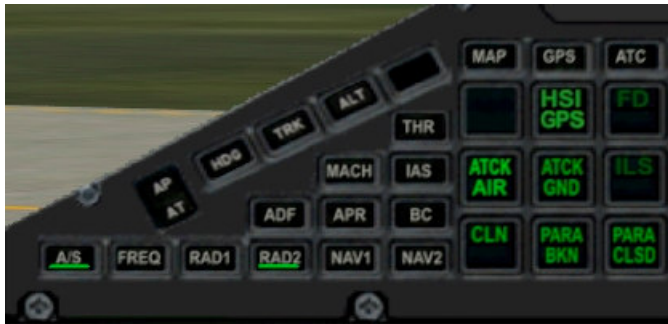 MAP GPS ATC
HSI
GPS
FD
ALT
TRK
HDG
THR
AP
AT
MACH IAS
ATCK
AIR
ATCK
GND
ILS
ADF APR BC
CLN
PARA
BKN
PARA
CLSD
A/S FREQ RAD1 RAD2 NAV1 NAV2